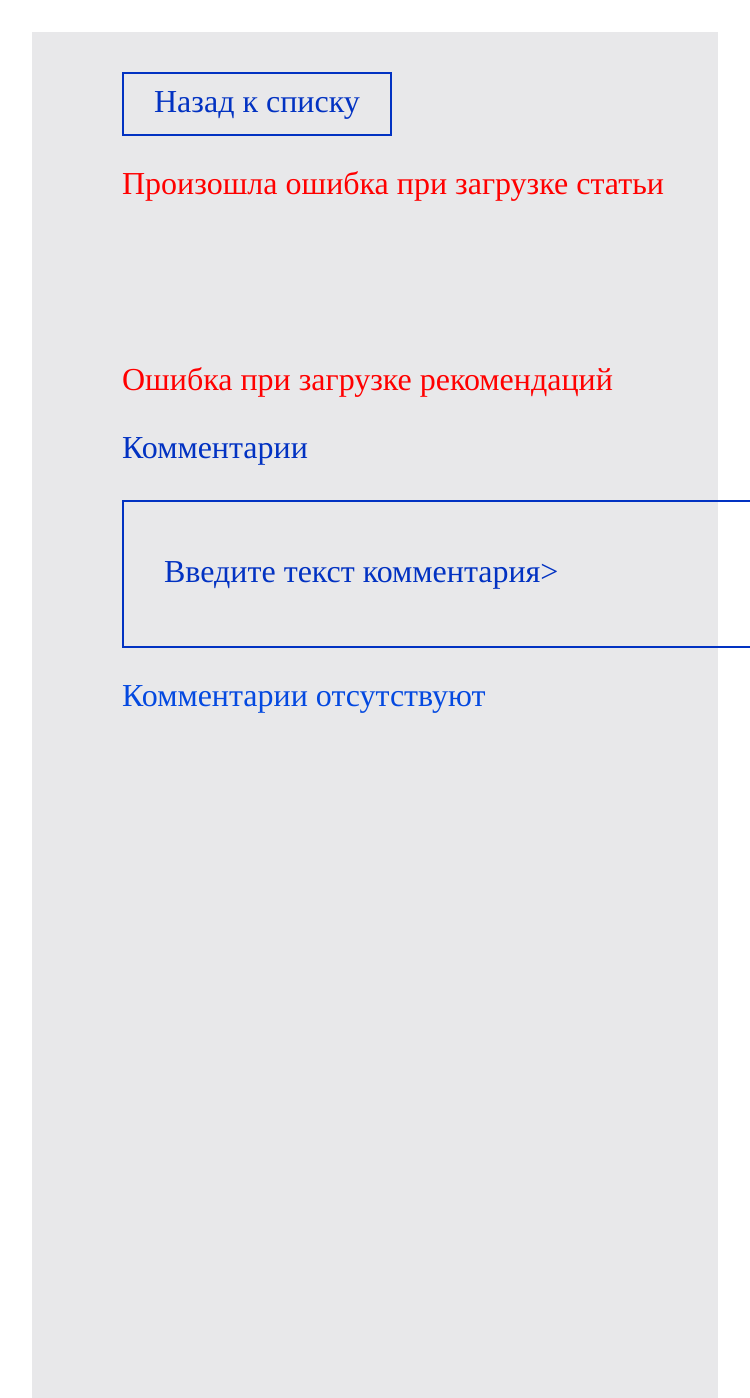 Назад к списку
Произошла ошибка при загрузке статьи
Ошибка при загрузке рекомендаций
Комментарии
Введите текст комментария>
Комментарии отсутствуют